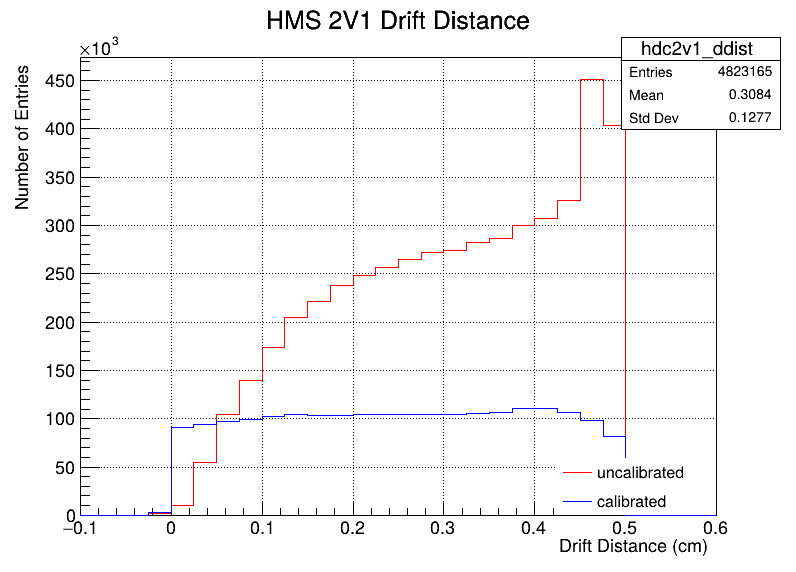 HMS 2V1 Drift Distance
×10³
hdc2v1_ddist
Entries 4823165
Mean 0.3084
Std Dev 0.1277
Number of Entries
450
400
350
300
250
200
150
100
50
0
uncalibrated
calibrated
−0.1 0 0.1 0.2 0.3 0.4 0.5 0.6
Drift Distance (cm)